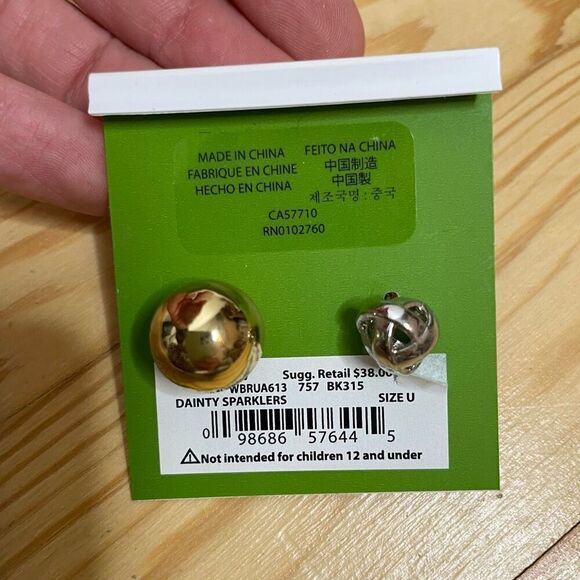 MADE IN CHINA
FABRIQUE EN CHINE
HECHO EN CHINA
FEITO NA CHINA
中国制造
中国製
제조국명 : 중국
CA57710
RN0102760
Sugg. Retail $38.00
WBRUA613 757 BK315
DAINTY SPARKLERS SIZE U
0 98686 57644 5
⚠Not intended for children 12 and under